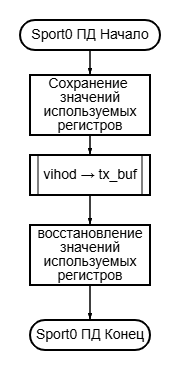 Sport0 ПД Начало
Сохранение
значений
используемых
регистров
vihod → tx_buf
восстановление
значений
используемых
регистров
Sport0 ПД Конец